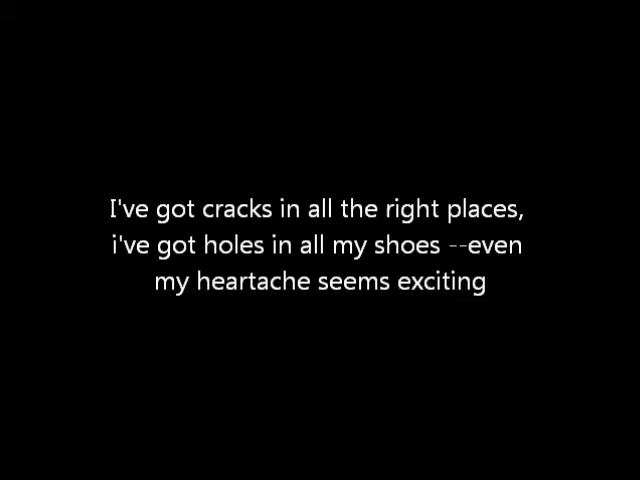 I've got cracks in all the right places,
i've got holes in all my shoes --even
my heartache seems exciting